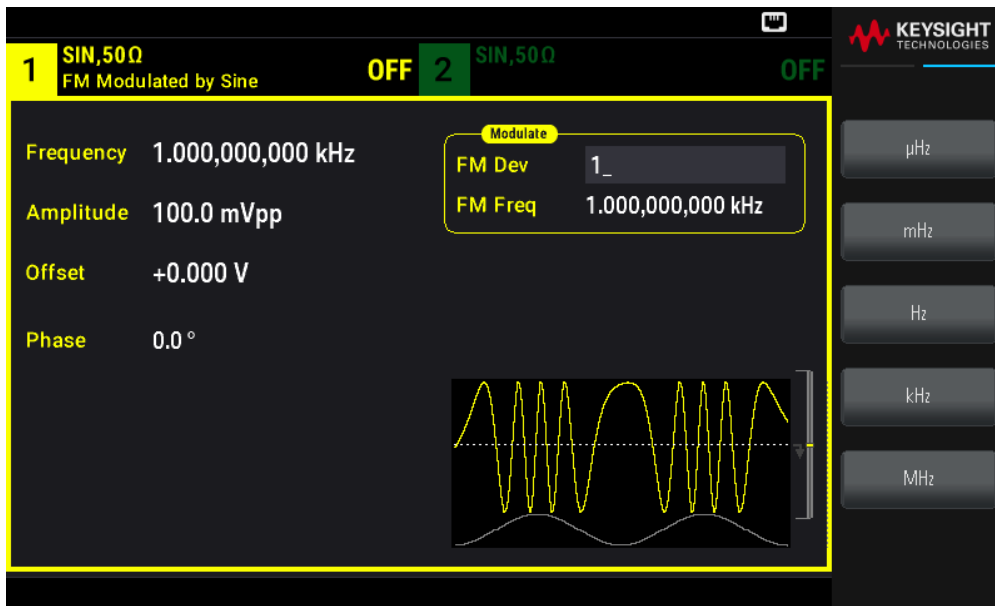 KEYSIGHT
TECHNOLOGIES
1 SIN,50Ω
FM Modulated by Sine OFF
2 SIN,50Ω OFF
Frequency 1.000,000,000 kHz
Amplitude 100.0 mVpp
Offset +0.000 V
Phase 0.0 °
Modulate
FM Dev 1_
FM Freq 1.000,000,000 kHz
µHz
mHz
Hz
kHz
MHz